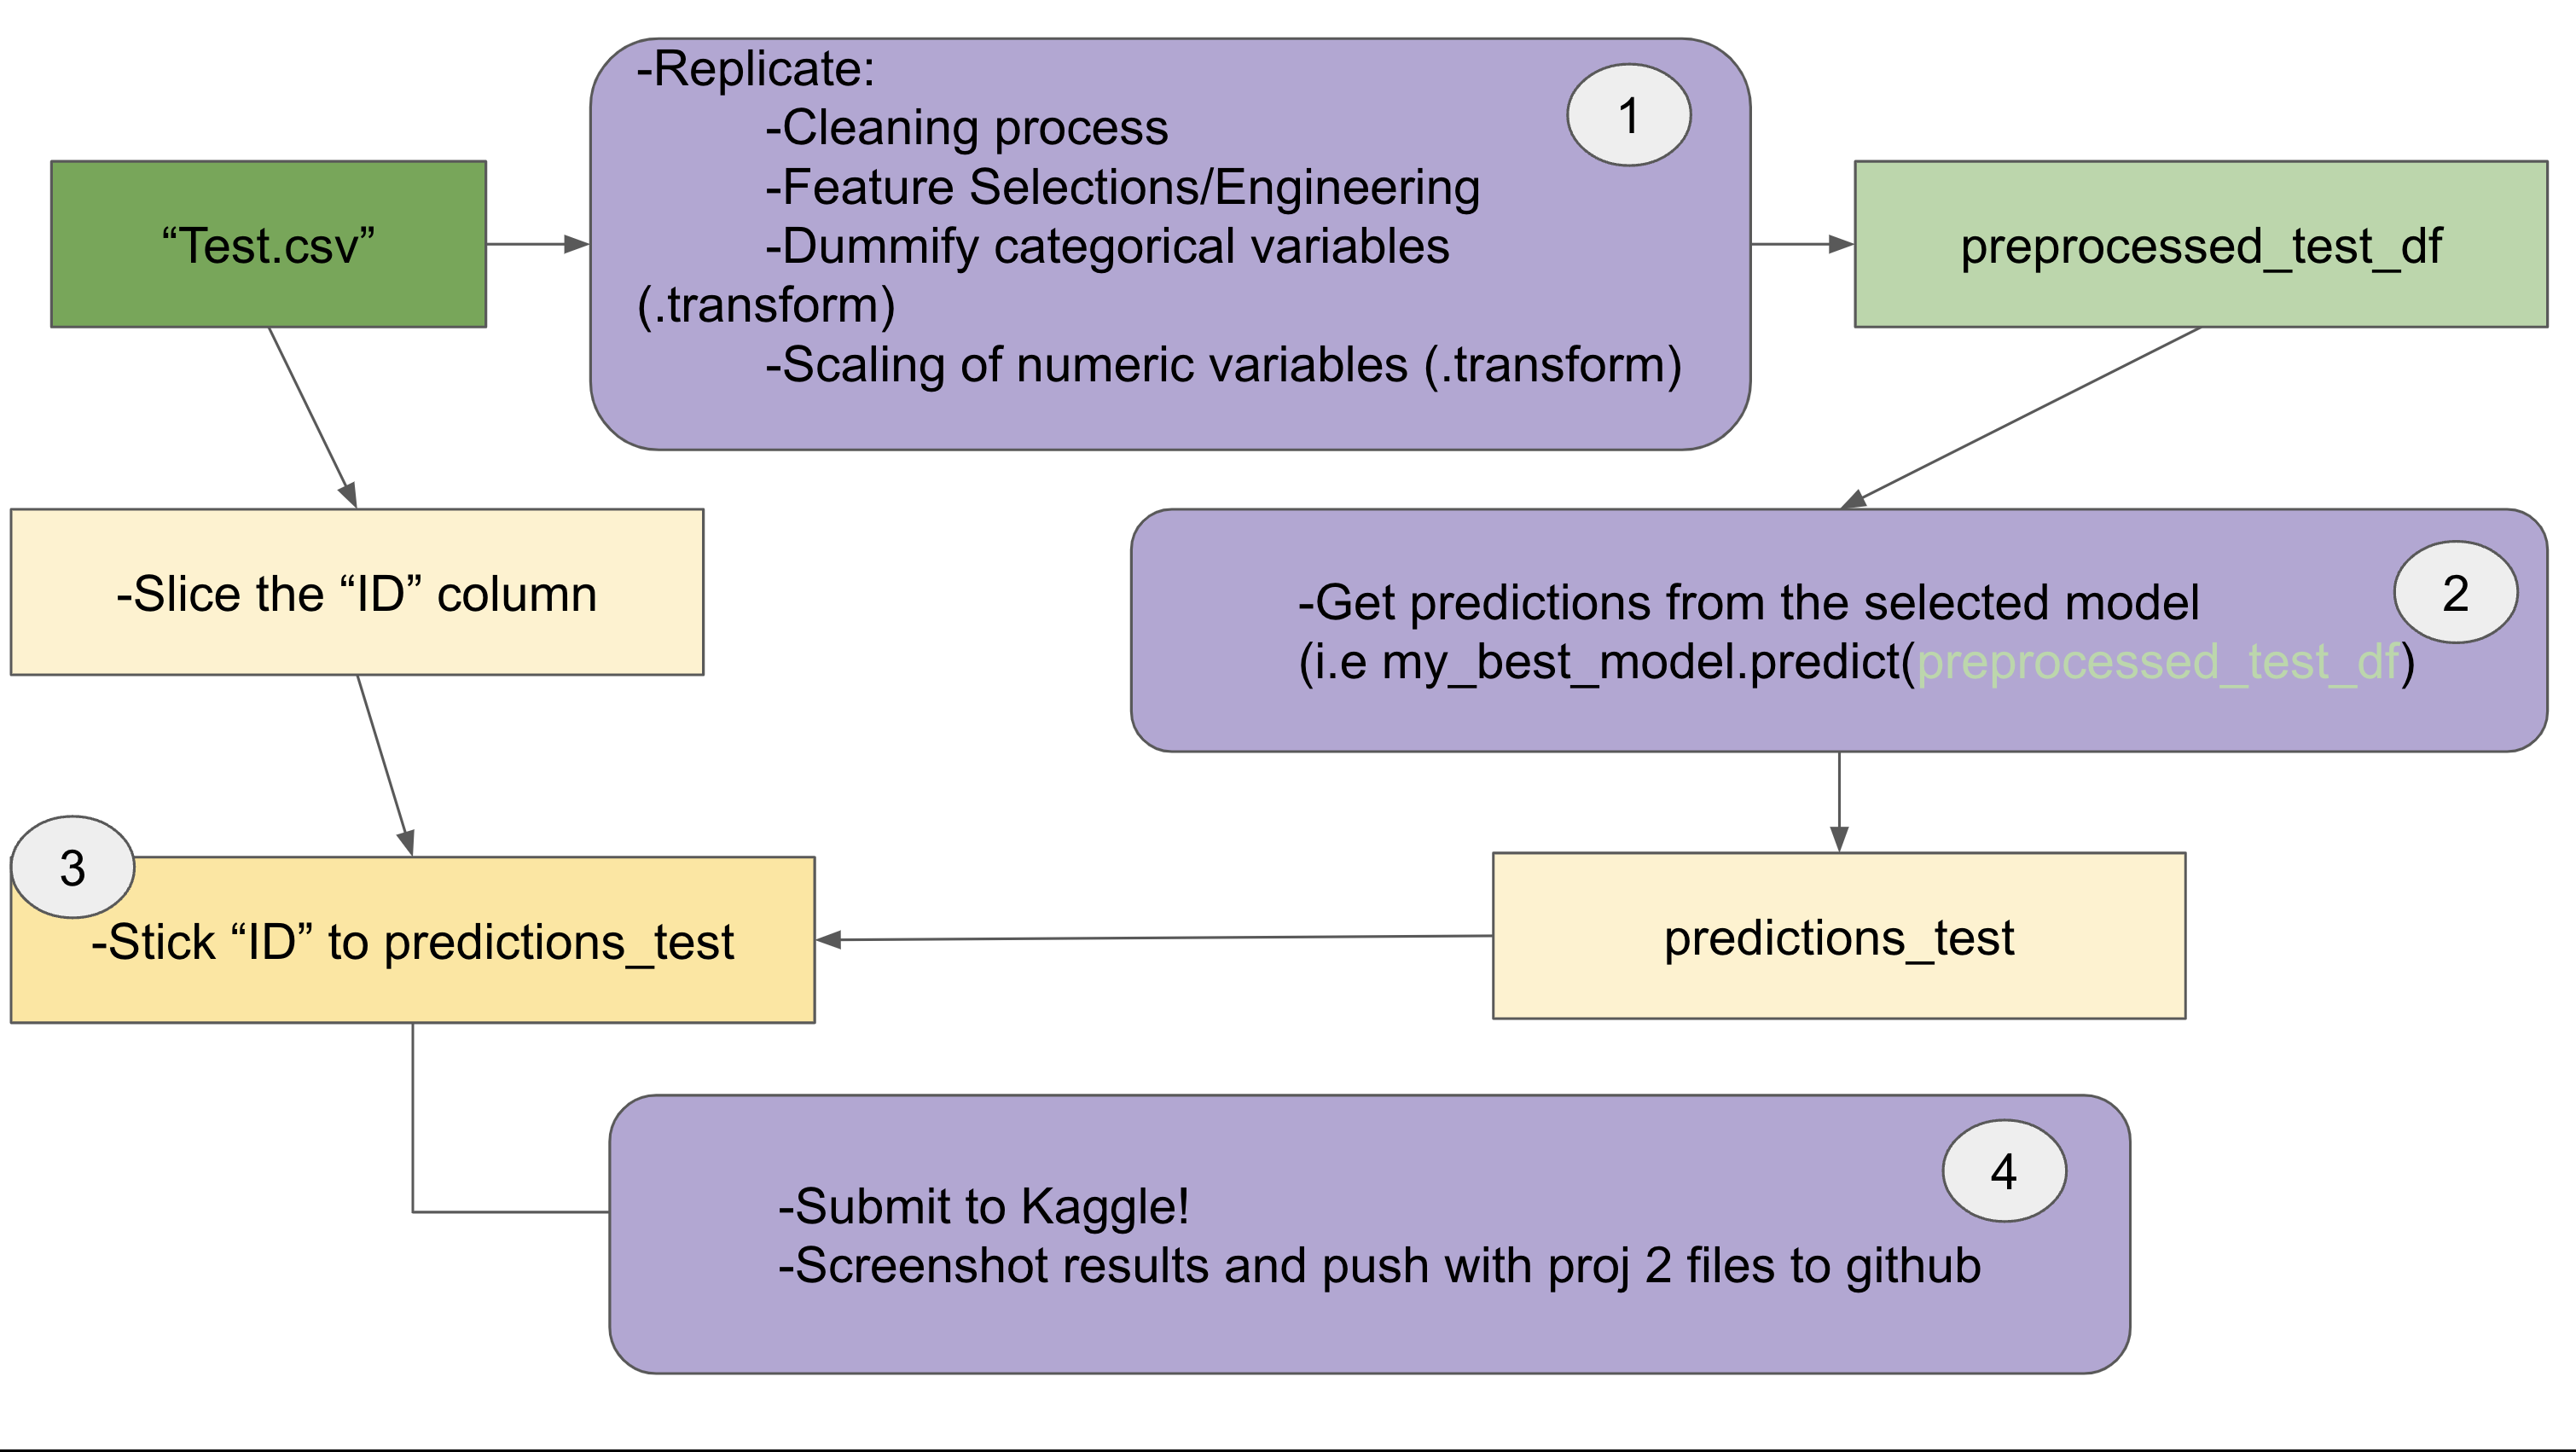 -Replicate:
-Cleaning process
-Feature Selections/Engineering
-Dummify categorical variables
(.transform)
-Scaling of numeric variables (.transform)
1
“Test.csv”
preprocessed_test_df
-Slice the “ID” column
-Get predictions from the selected model
(i.e my_best_model.predict(preprocessed_test_df)
2
3
-Stick “ID” to predictions_test
predictions_test
4
-Submit to Kaggle!
-Screenshot results and push with proj 2 files to github